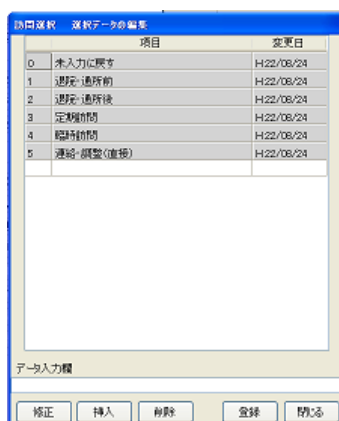 訪問選択 選択データの編集
項目 変更日
0 未入力に戻す H22/08/24
1 退院・通所前 H22/08/24
2 退院・通所後 H22/08/24
3 定期訪問 H22/08/24
4 臨時訪問 H22/08/24
5 連絡・調整(直接) H22/08/24
データ入力欄
修正 挿入 削除 登録 閉じる